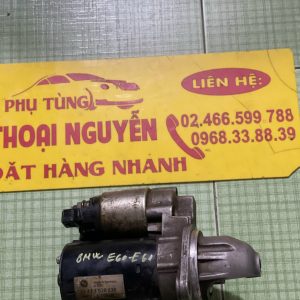 LIÊN HỆ:
PHỤ TÙNG
THOẠI NGUYỄN
02.466.599.788
0968.33.88.39
ĐẶT HÀNG NHANH
BMW E60-E61